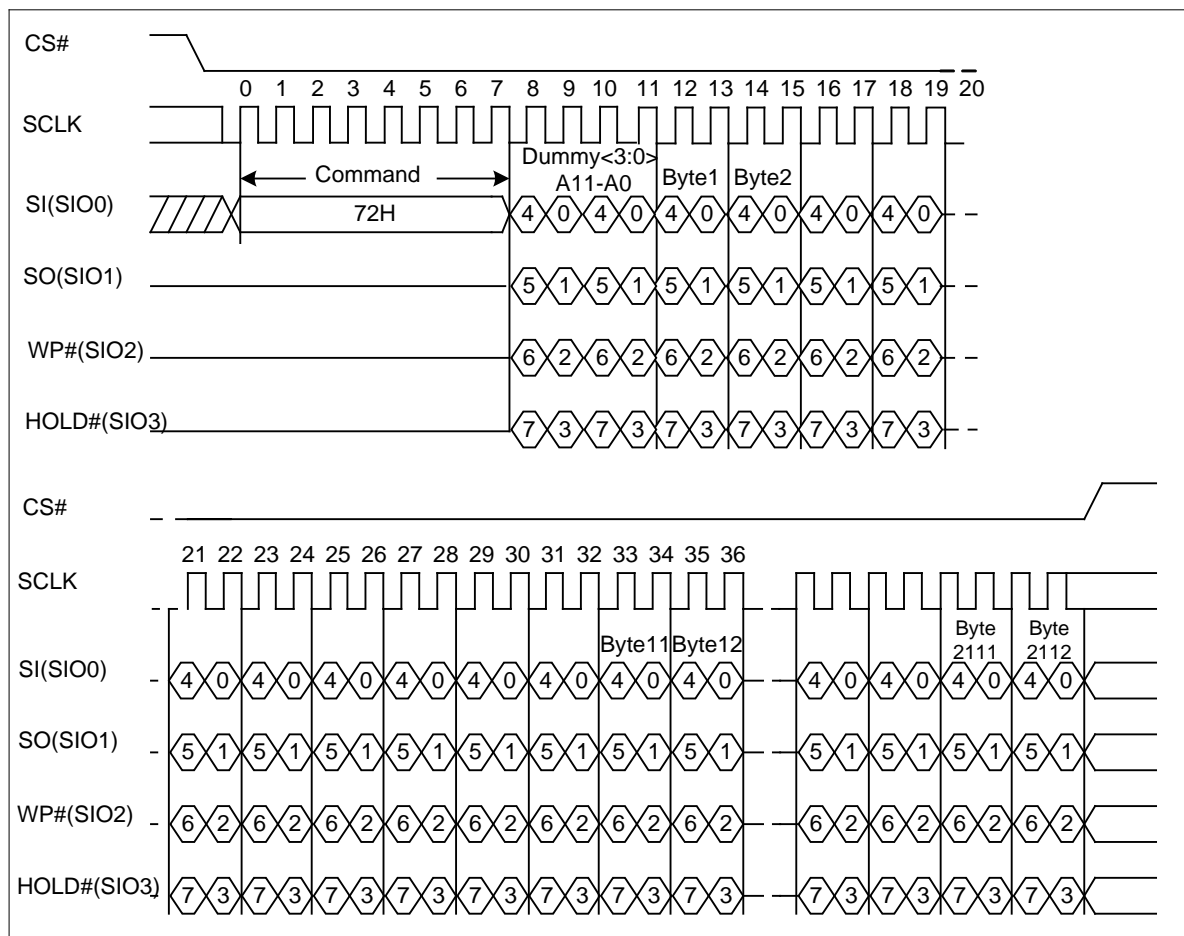 CS#
0 1 2 3 4 5 6 7 8 9 10 11 12 13 14 15 16 17 18 19 20
SCLK
Command
Dummy<3:0>
A11-A0
Byte1 Byte2
SI(SIO0)
72H
4 0 4 0 4 0 4 0 4 0 4 0
SO(SIO1)
5 1 5 1 5 1 5 1 5 1 5 1
WP#(SIO2)
6 2 6 2 6 2 6 2 6 2 6 2
HOLD#(SIO3)
7 3 7 3 7 3 7 3 7 3 7 3
CS#
21 22 23 24 25 26 27 28 29 30 31 32 33 34 35 36
SCLK
Byte11 Byte12
Byte
2111
Byte
2112
SI(SIO0)
4 0 4 0 4 0 4 0 4 0 4 0 4 0 4 0 4 0 4 0 4 0 4 0
SO(SIO1)
5 1 5 1 5 1 5 1 5 1 5 1 5 1 5 1 5 1 5 1 5 1 5 1
WP#(SIO2)
6 2 6 2 6 2 6 2 6 2 6 2 6 2 6 2 6 2 6 2 6 2 6 2
HOLD#(SIO3)
7 3 7 3 7 3 7 3 7 3 7 3 7 3 7 3 7 3 7 3 7 3 7 3